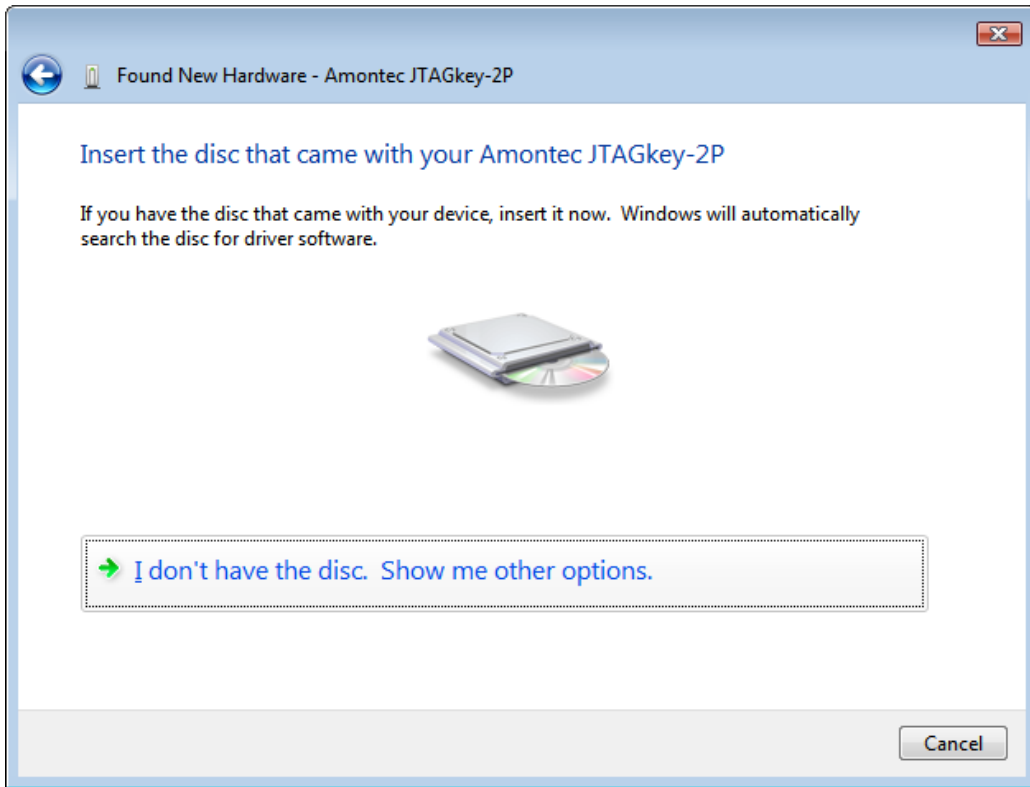 Found New Hardware - Amontec JTAGkey-2P
Insert the disc that came with your Amontec JTAGkey-2P
If you have the disc that came with your device, insert it now.  Windows will automatically
search the disc for driver software.
I don't have the disc.  Show me other options.
Cancel